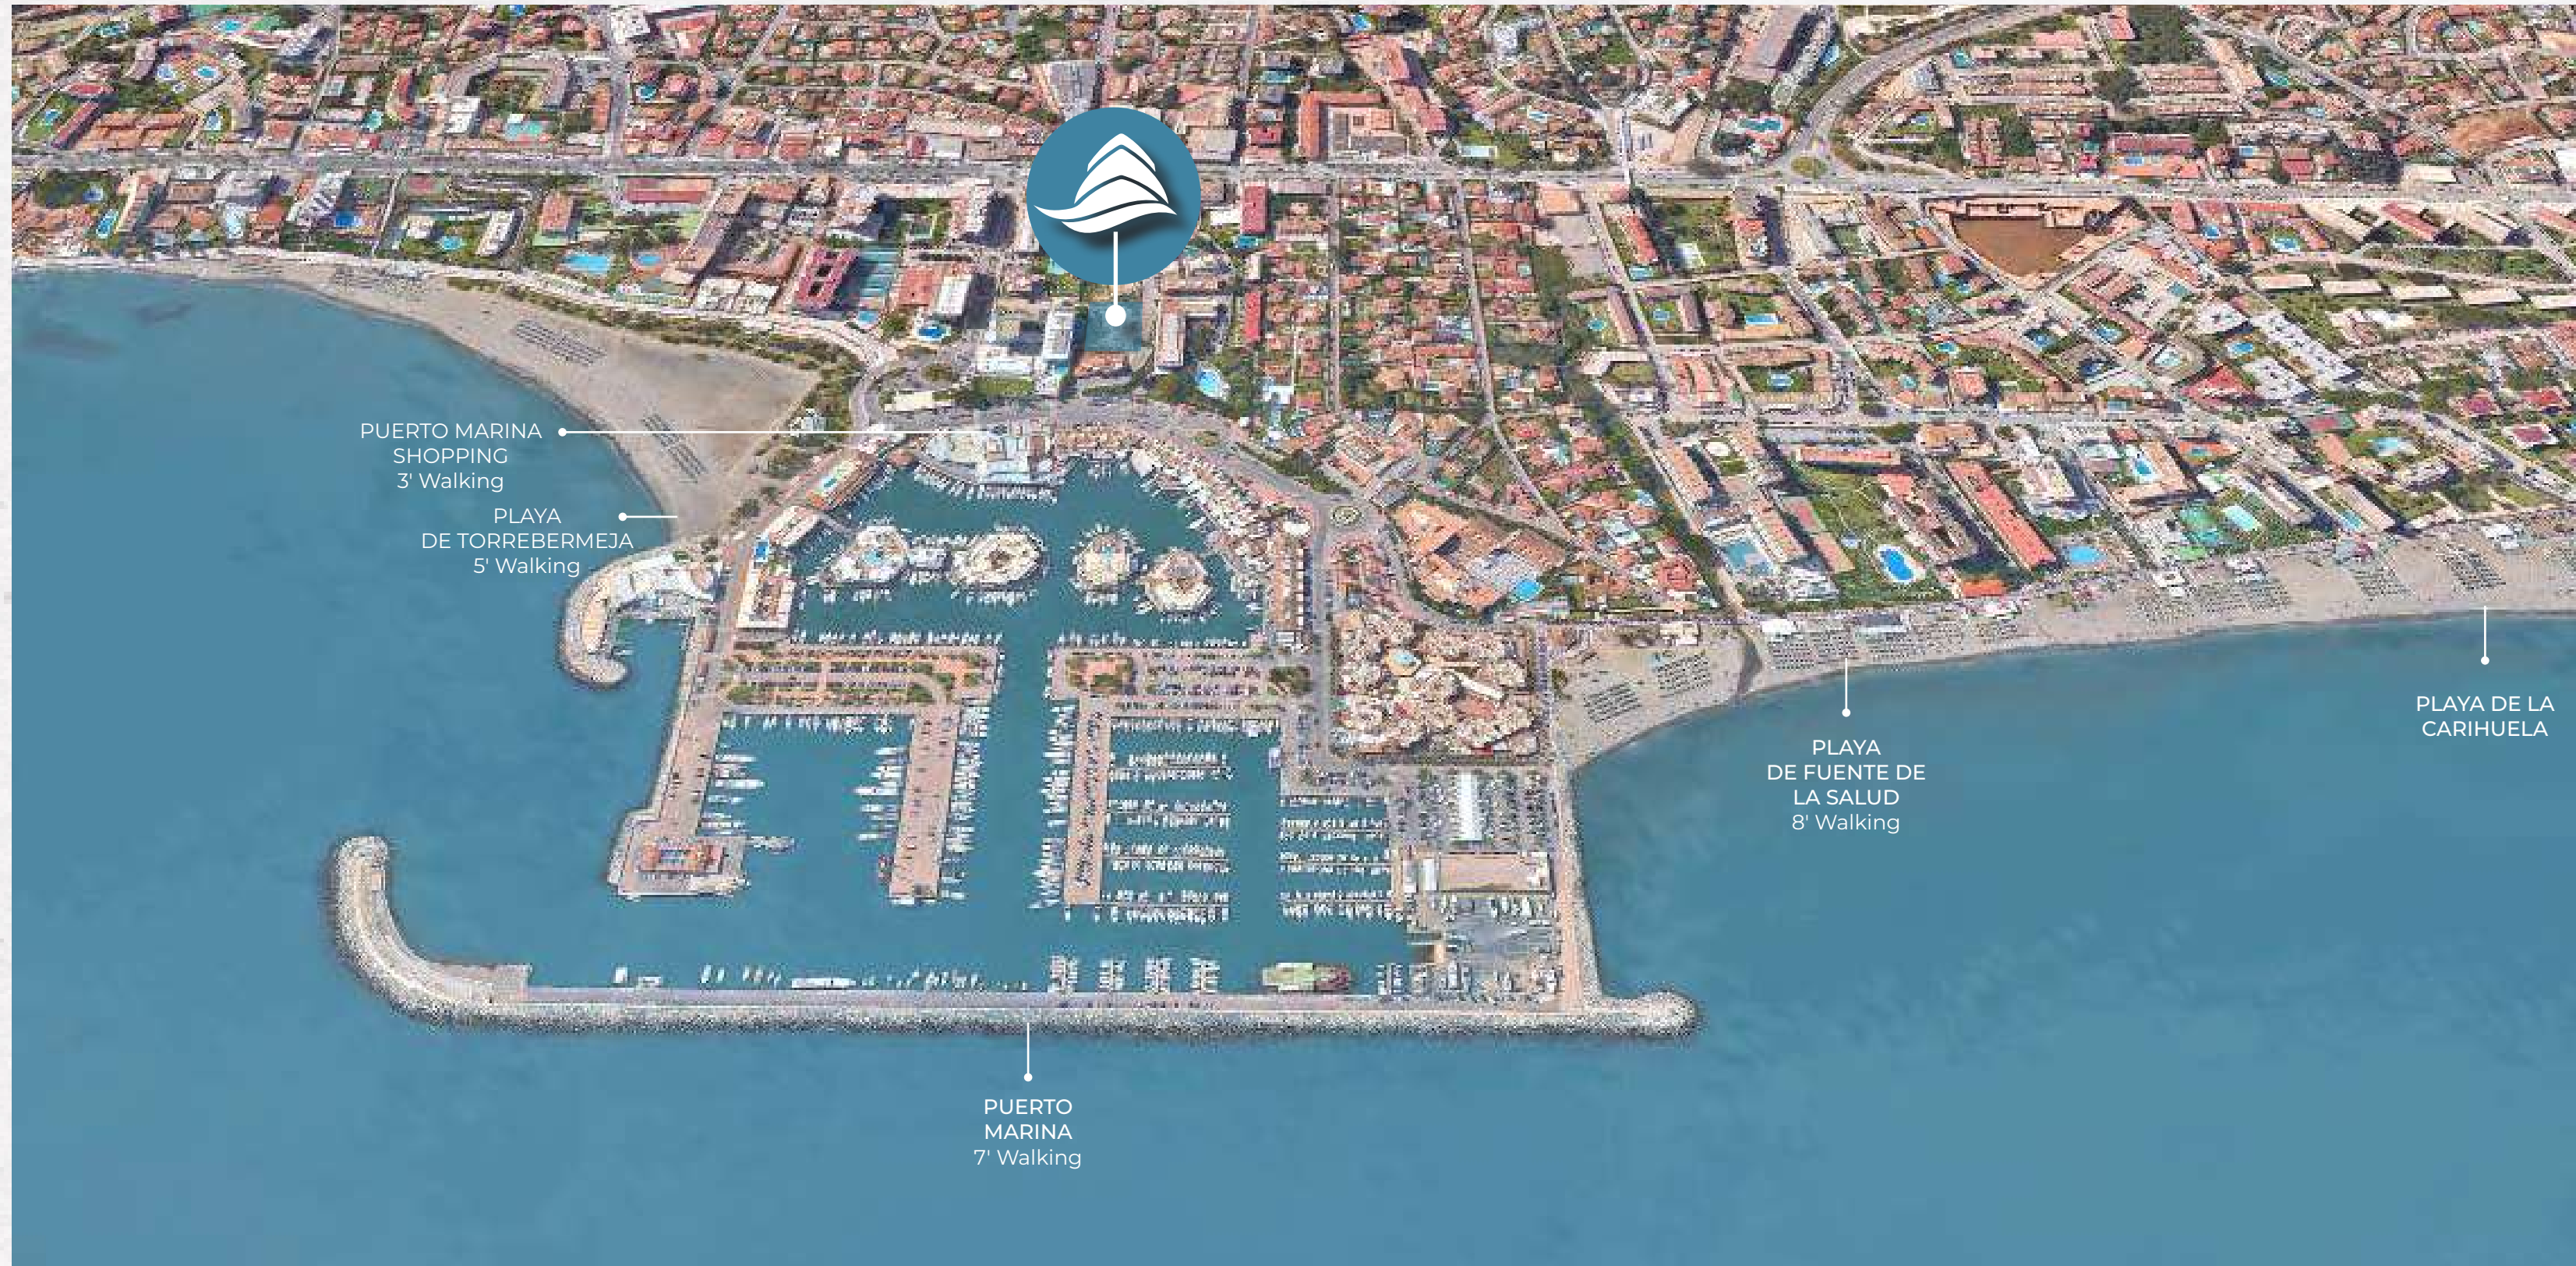 PUERTO MARINA
SHOPPING
3' Walking
PLAYA
DE TORREBERMEJA
5' Walking
PLAYA DE LA
CARIHUELA
PLAYA
DE FUENTE DE
LA SALUD
8' Walking
PUERTO
MARINA
7' Walking